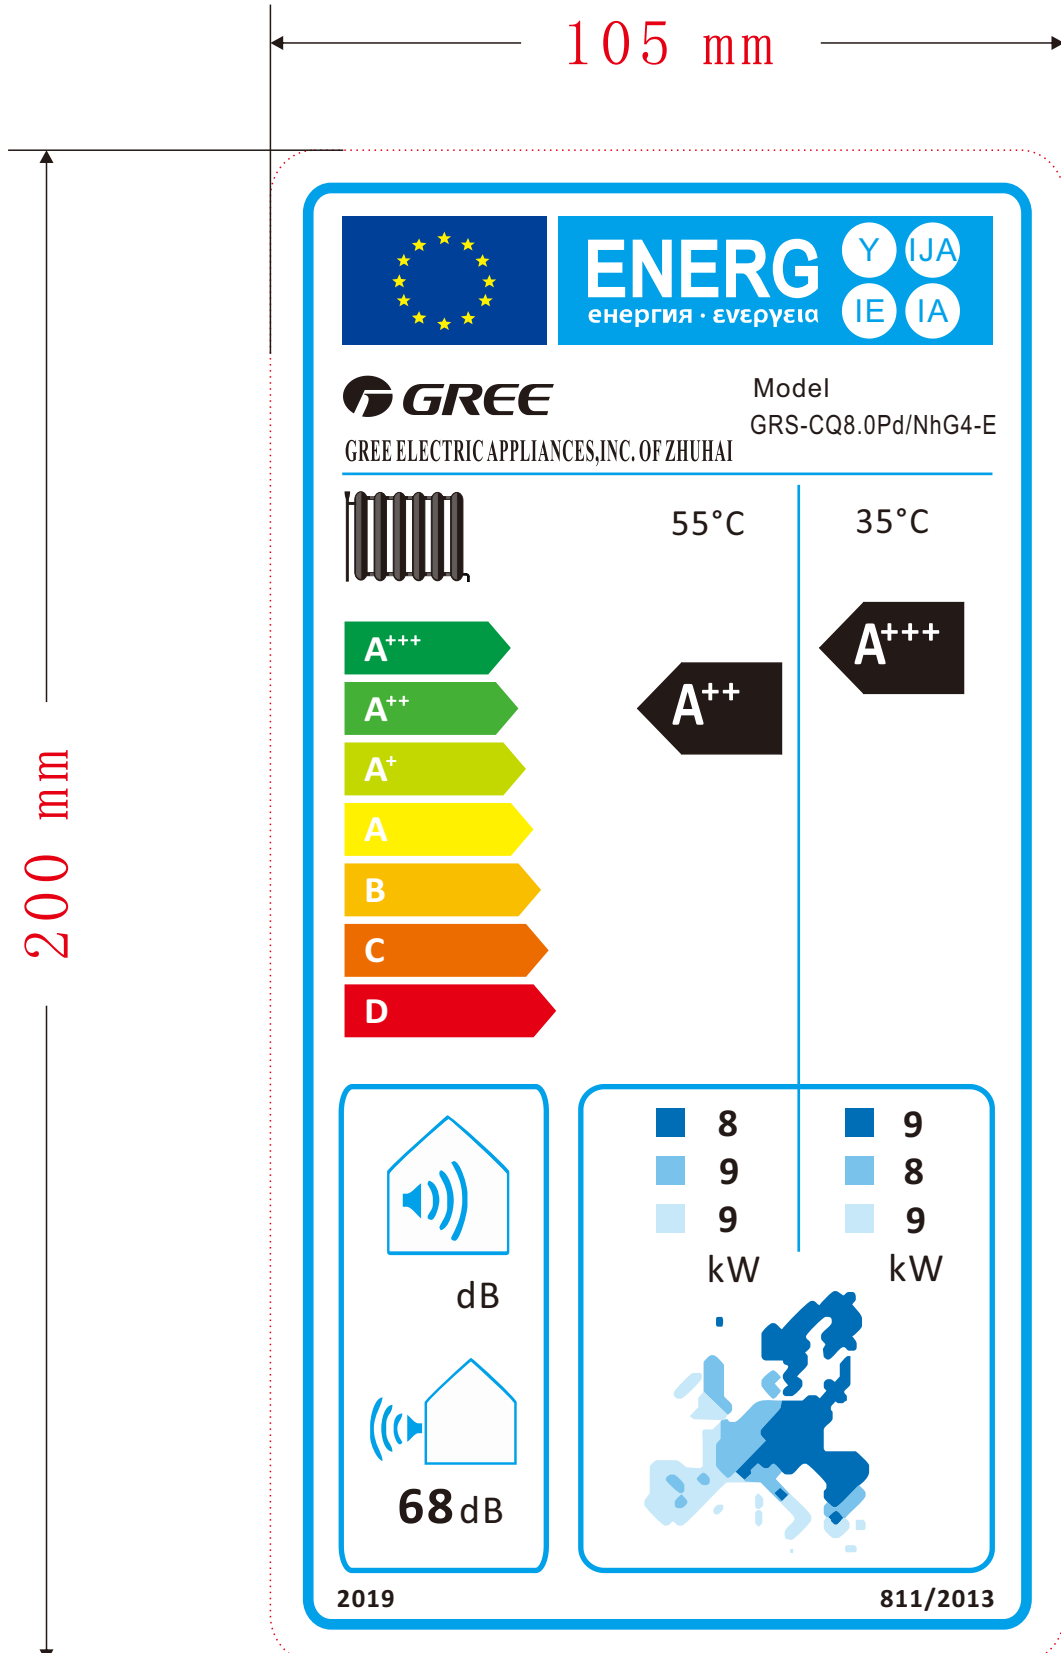 105 mm
200 mm
ENERG
енергия · ενεργεια
Y IJA
IE IA
GREE
GREE ELECTRIC APPLIANCES,INC. OF ZHUHAI
Model
GRS-CQ8.0Pd/NhG4-E
55°C 35°C
A+++
A++
A+
A
B
C
D
A++
A+++
8 9
9 8
9 9
kW kW
dB
68 dB
2019 811/2013